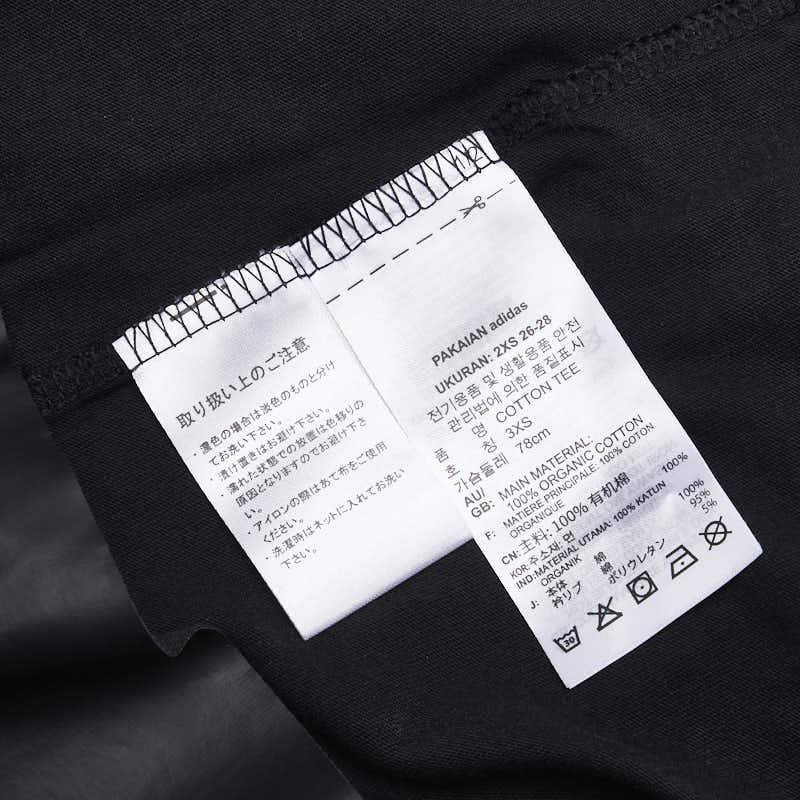 取り扱い上のご注意
・濃色の場合は淡色のものと分け
てお洗い下さい。
・漬け置きはお避け下さい。
・濡れた状態での放置は色移りの
原因となりますのでお避け下さ
い。
・アイロンの際はあて布をご使用
ください。
・洗濯時はネットに入れてお洗い
下さい。
PAKAIAN adidas
UKURAN: 2XS 26-28
전기용품 및 생활용품 안전
관리법에 의한 품질표시
품 명 COTTON TEE
호 칭 3XS
가슴둘레 78cm
AU/ MAIN MATERIAL:
GB: 100% ORGANIC COTTON
F: MATIERE PRINCIPALE: 100% COTON
ORGANIQUE
CN: 主料: 100% 有机棉
KOR: 주소재: 면 100%
IND: MATERIAL UTAMA: 100% KATUN
ORGANIK
J: 本体 綿 100%
衿リブ 綿 95%
ポリウレタン 5%
30